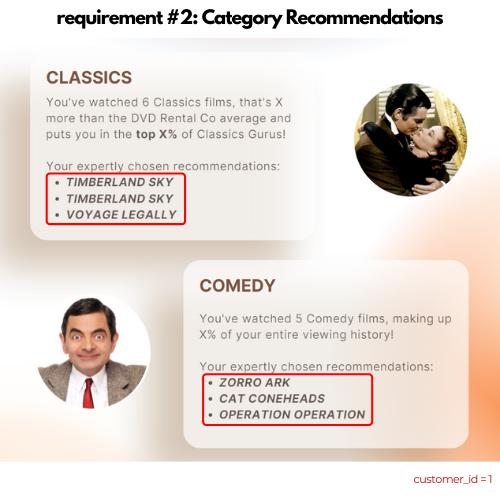 requirement #2: Category Recommendations
CLASSICS
You've watched 6 Classics films, that's X
more than the DVD Rental Co average and
puts you in the top X% of Classics Gurus!
Your expertly chosen recommendations:
• TIMBERLAND SKY
• TIMBERLAND SKY
• VOYAGE LEGALLY
COMEDY
You've watched 5 Comedy films, making up
X% of your entire viewing history!
Your expertly chosen recommendations:
• ZORRO ARK
• CAT CONEHEADS
• OPERATION OPERATION
customer_id = 1